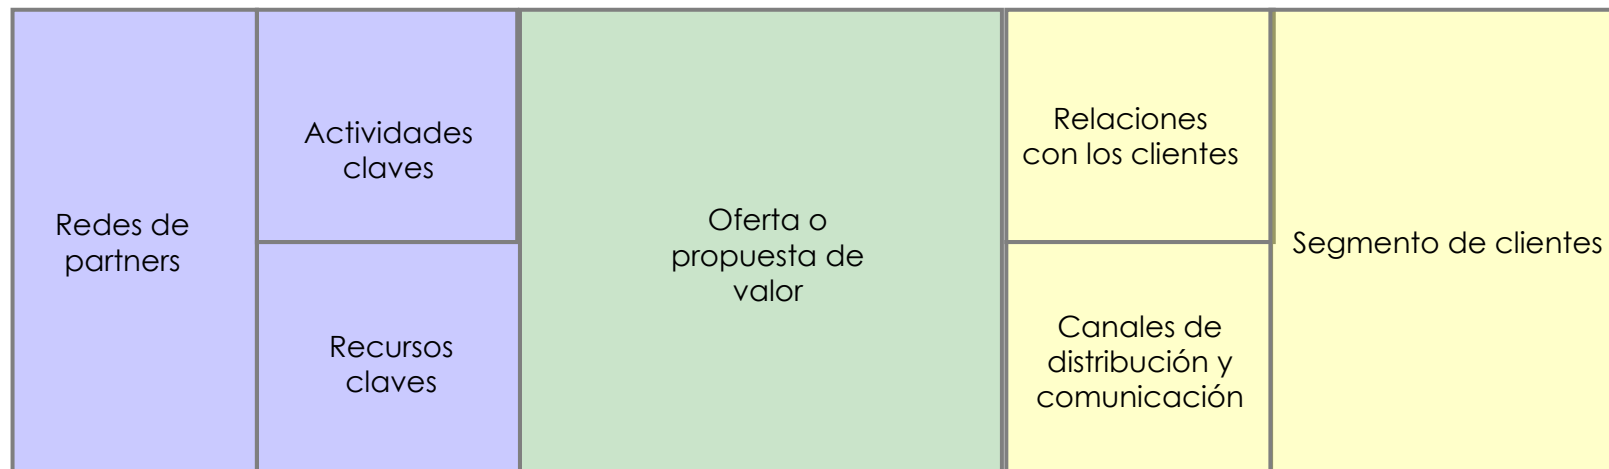 Redes de
partners
Actividades
claves
Recursos
claves
Oferta o
propuesta de
valor
Relaciones
con los clientes
Canales de
distribución y
comunicación
Segmento de clientes